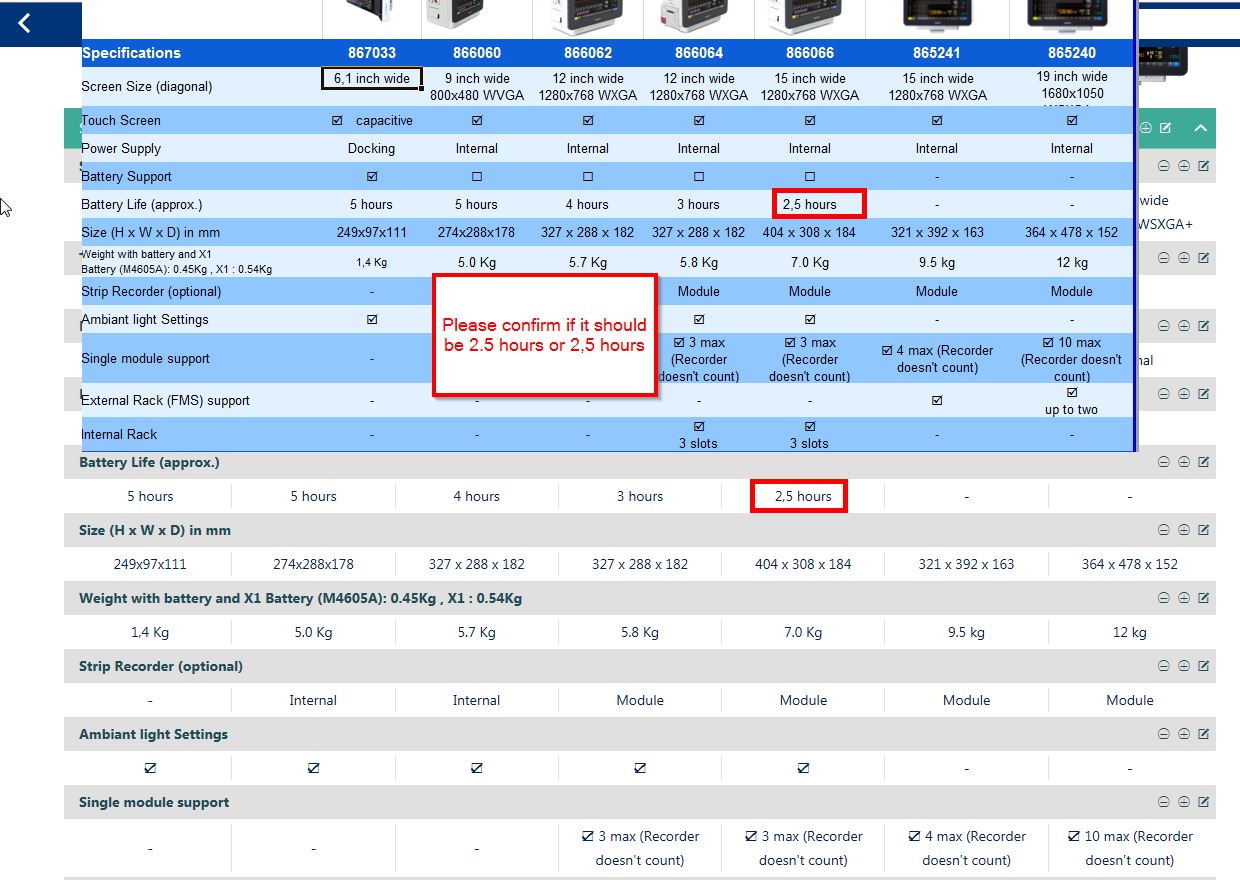 Specifications 867033 866060 866062 866064 866066 865241 865240
Screen Size (diagonal) 6,1 inch wide 9 inch wide 800x480 WVGA 12 inch wide 1280x768 WXGA 12 inch wide 1280x768 WXGA 15 inch wide 1280x768 WXGA 15 inch wide 1280x768 WXGA 19 inch wide 1680x1050
Touch Screen ☑ capacitive ☑ ☑ ☑ ☑ ☑ ☑
Power Supply Docking Internal Internal Internal Internal Internal Internal
Battery Support ☑ ☐ ☐ ☐ ☐ - -
Battery Life (approx.) 5 hours 5 hours 4 hours 3 hours 2,5 hours - -
wide
WSXGA+
Size (H x W x D) in mm 249x97x111 274x288x178 327 x 288 x 182 327 x 288 x 182 404 x 308 x 184 321 x 392 x 163 364 x 478 x 152
Weight with battery and X1
Battery (M4605A): 0.45Kg , X1 : 0.54Kg 1,4 Kg 5.0 Kg 5.7 Kg 5.8 Kg 7.0 Kg 9.5 kg 12 kg
Strip Recorder (optional) - Module Module Module Module
Ambiant light Settings ☑ ☑ ☑ - -
Please confirm if it should
be 2.5 hours or 2,5 hours
Single module support - ☑ 3 max (Recorder doesn't count) ☑ 3 max (Recorder doesn't count) ☑ 4 max (Recorder doesn't count) ☑ 10 max (Recorder doesn't count)
External Rack (FMS) support - - - - - ☑ ☑ up to two
Internal Rack - - - ☑ 3 slots ☑ 3 slots - -
Battery Life (approx.)
5 hours 5 hours 4 hours 3 hours 2,5 hours - -
Size (H x W x D) in mm
249x97x111 274x288x178 327 x 288 x 182 327 x 288 x 182 404 x 308 x 184 321 x 392 x 163 364 x 478 x 152
Weight with battery and X1 Battery (M4605A): 0.45Kg , X1 : 0.54Kg
1,4 Kg 5.0 Kg 5.7 Kg 5.8 Kg 7.0 Kg 9.5 kg 12 kg
Strip Recorder (optional)
- Internal Internal Module Module Module Module
Ambiant light Settings
☑ ☑ ☑ ☑ ☑ - -
Single module support
- - - ☑ 3 max (Recorder doesn't count) ☑ 3 max (Recorder doesn't count) ☑ 4 max (Recorder doesn't count) ☑ 10 max (Recorder doesn't count)